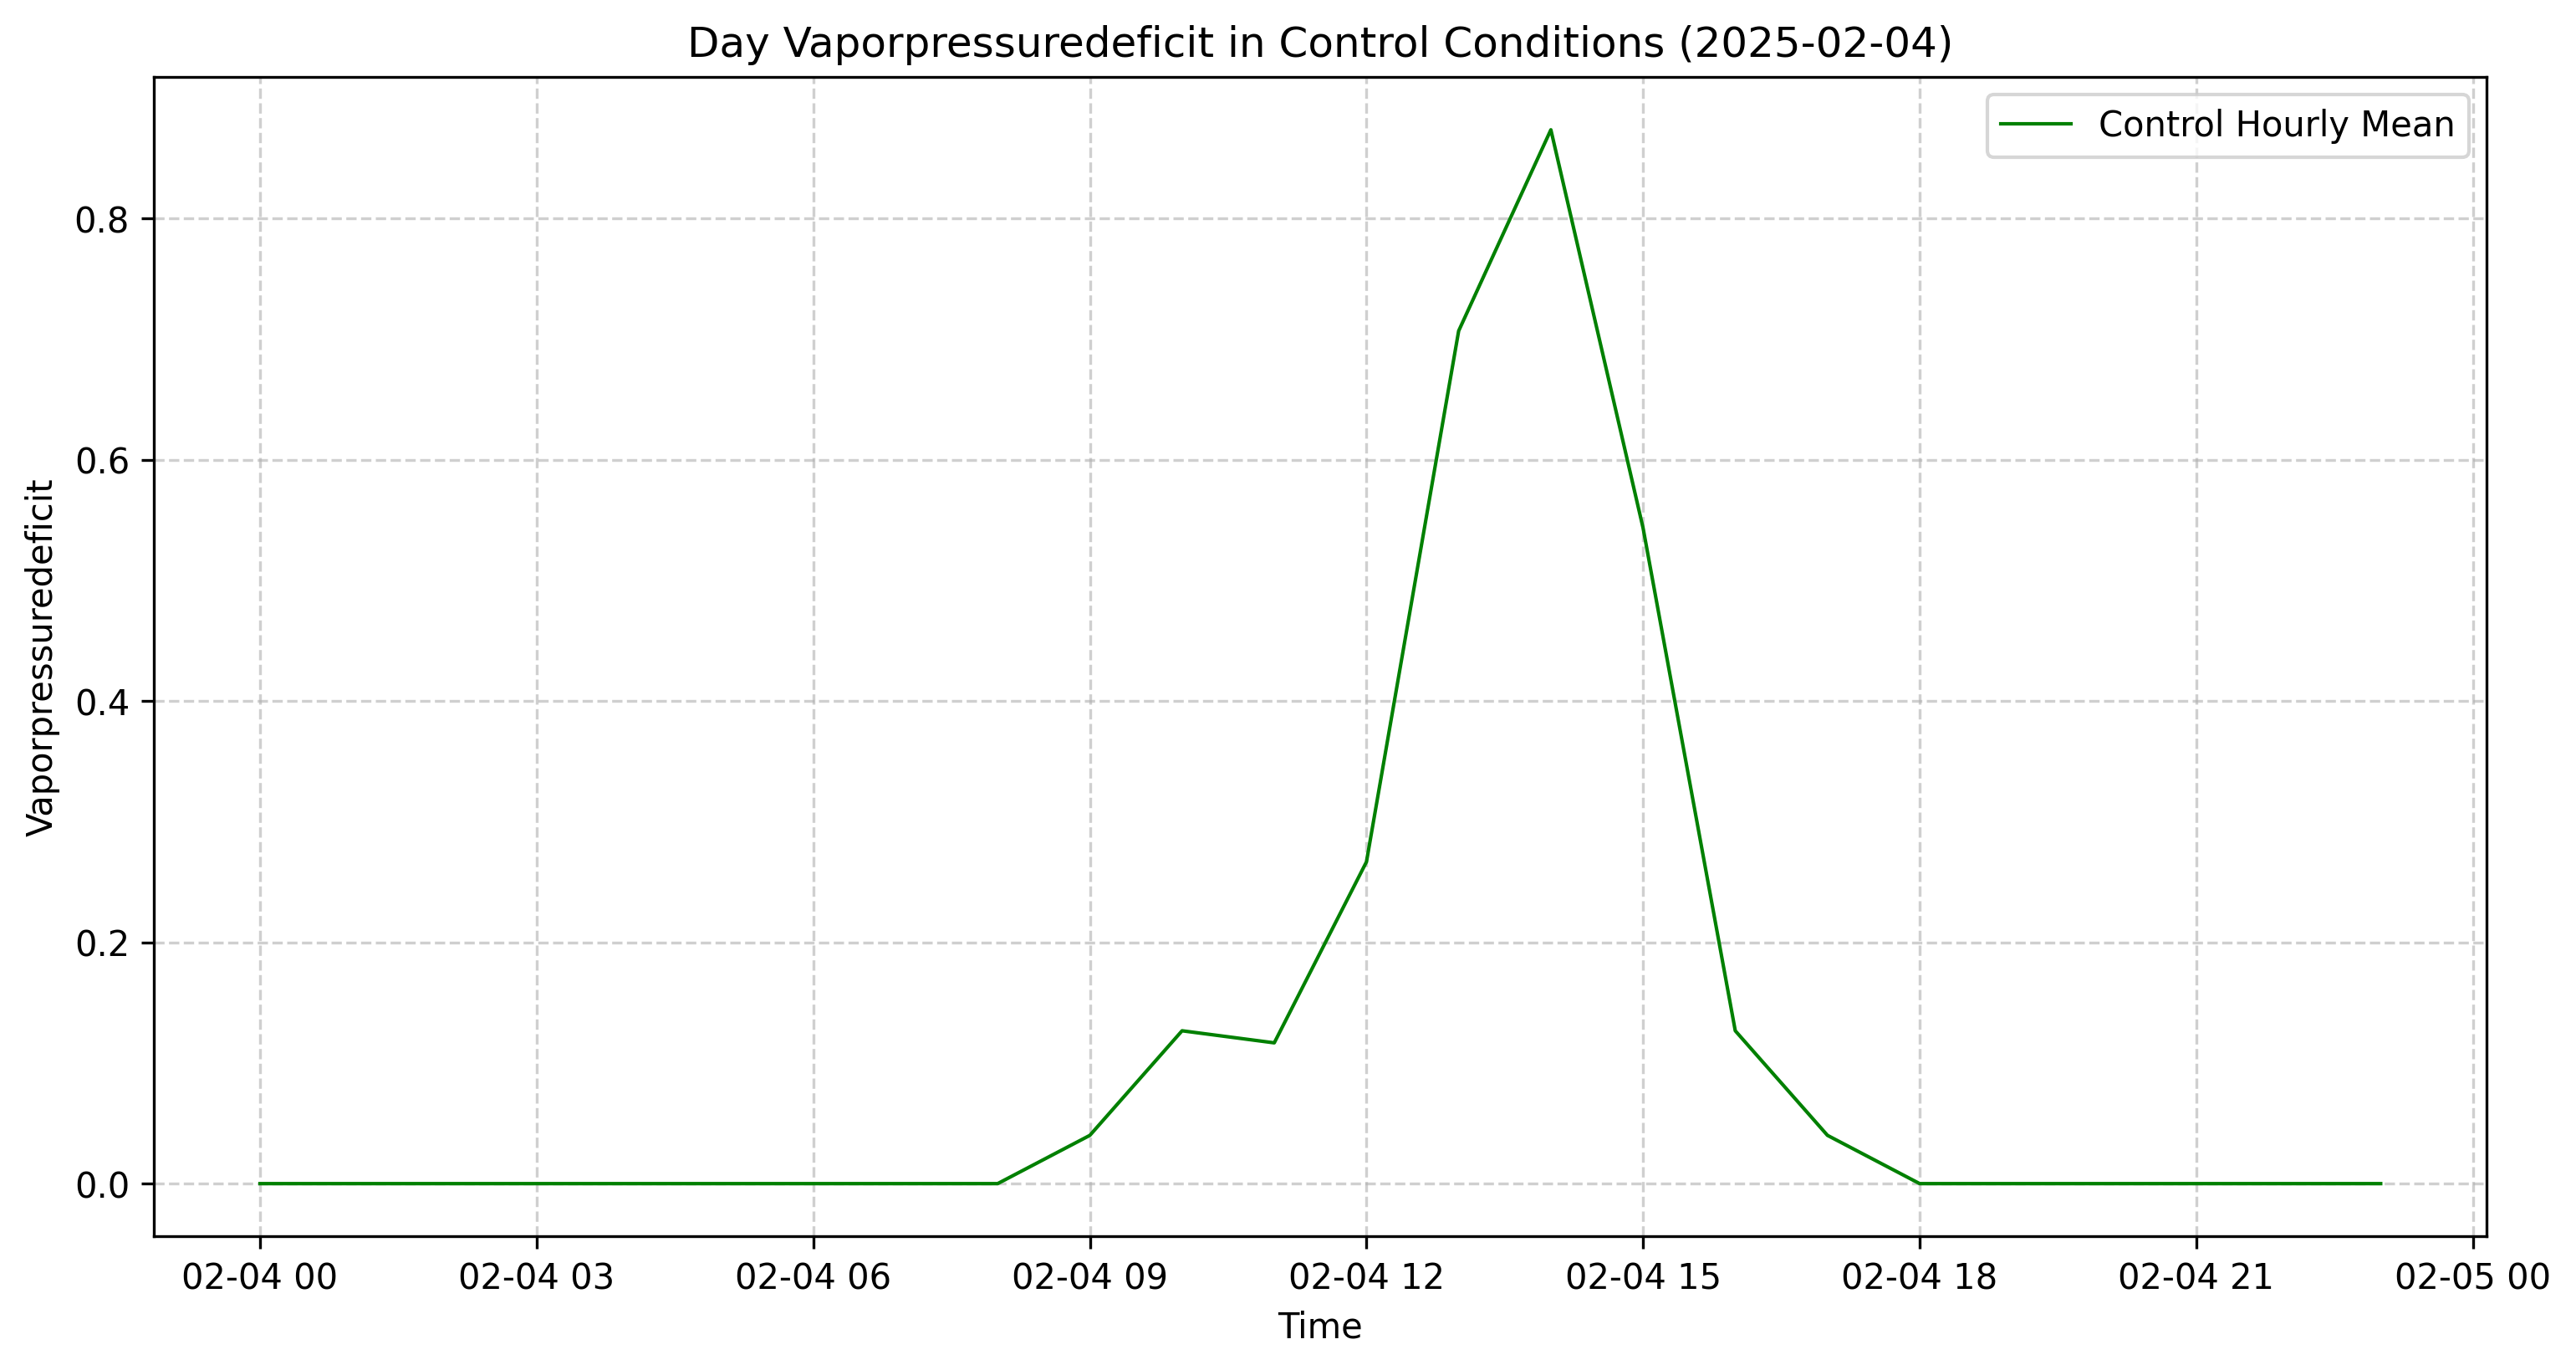 Day Vaporpressuredeficit in Control Conditions (2025-02-04)
Control Hourly Mean
Vaporpressuredeficit
0.8
0.6
0.4
0.2
0.0
02-04 00 02-04 03 02-04 06 02-04 09 02-04 12 02-04 15 02-04 18 02-04 21 02-05 00
Time